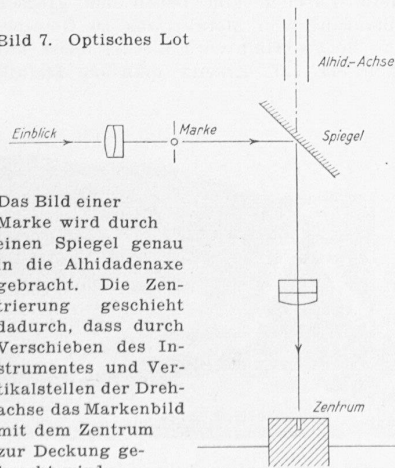 Bild 7. Optisches Lot
Alhid.-Achse
Einblick
Marke
Spiegel
Das Bild einer
Marke wird durch
einen Spiegel genau
in die Alhidadenaxe
gebracht. Die Zen-
trierung geschieht
dadurch, dass durch
Verschieben des In-
strumentes und Ver-
tikalstellen der Dreh-
achse das Markenbild
mit dem Zentrum
zur Deckung ge-
Zentrum